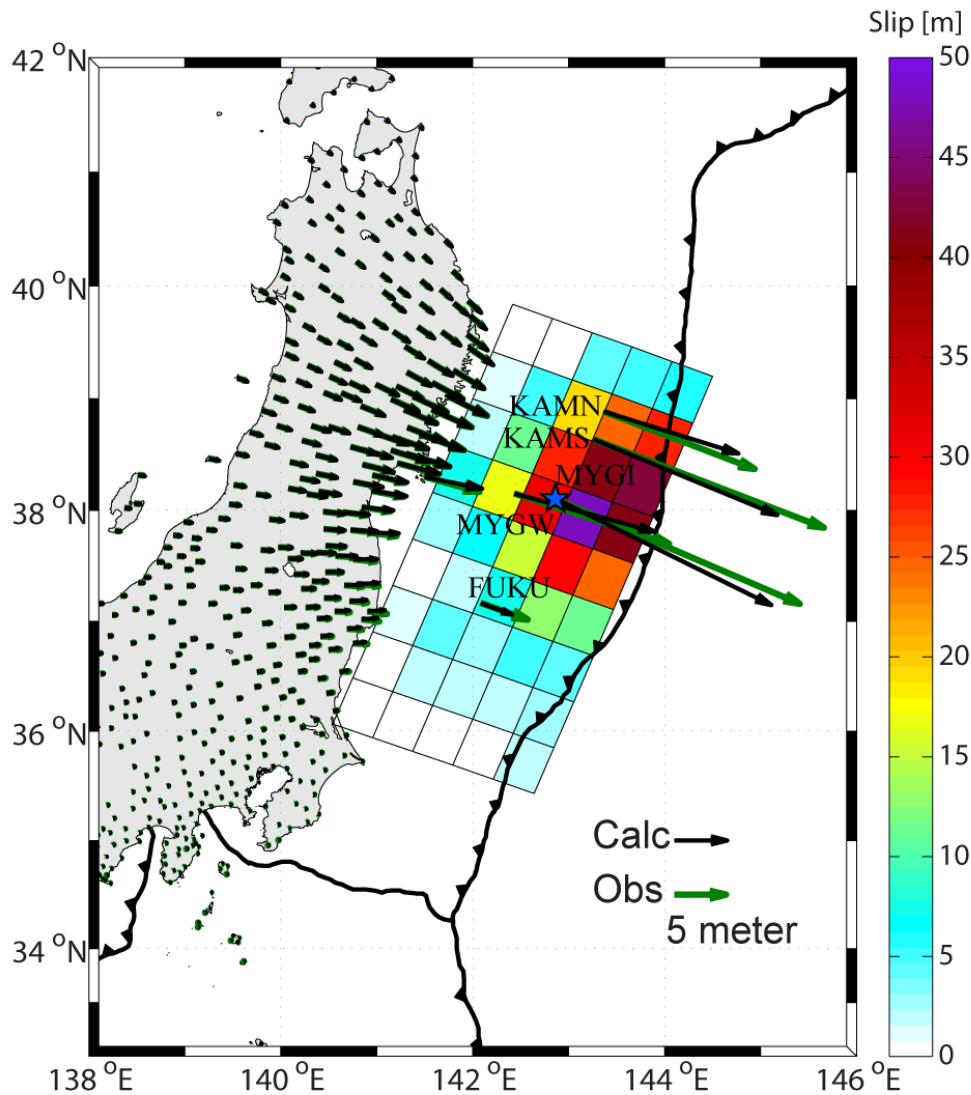 Slip [m]
42 °N
40 °N
38 °N
36 °N
34 °N
138 °E
140 °E
142 °E
144 °E
146 °E
50
45
40
35
30
25
20
15
10
5
0
KAMN
KAMS
MYGI
MYGW
FUKU
Calc
Obs
5 meter